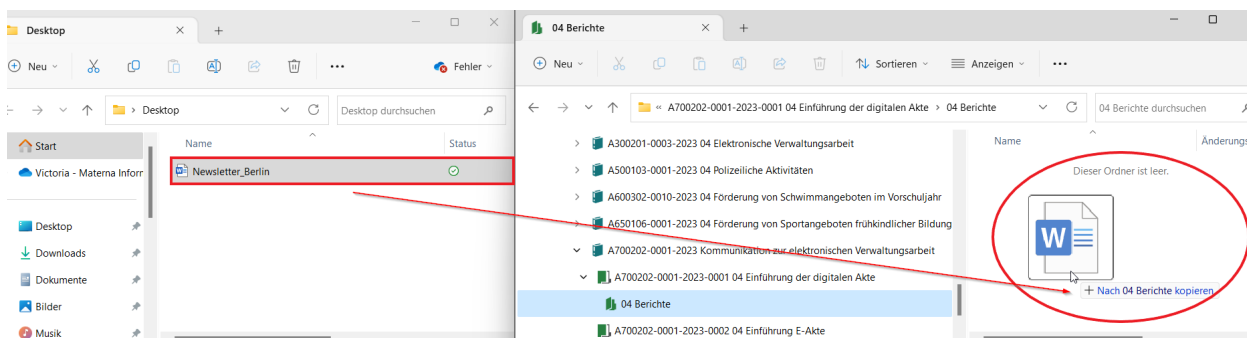 Desktop
Neu
Fehler
Desktop
Desktop durchsuchen
Start
Victoria - Materna Inforn
Desktop
Downloads
Dokumente
Bilder
Musik
Name
Status
Newsletter_Berlin
04 Berichte
Neu
Sortieren
Anzeigen
« A700202-0001-2023-0001 04 Einführung der digitalen Akte > 04 Berichte
04 Berichte durchsuchen
A300201-0003-2023 04 Elektronische Verwaltungsarbeit
A500103-0001-2023 04 Polizeiliche Aktivitäten
A600302-0010-2023 04 Förderung von Schwimmangeboten im Vorschuljahr
A650106-0001-2023 04 Förderung von Sportangeboten frühkindlicher Bildung
A700202-0001-2023 Kommunikation zur elektronischen Verwaltungsarbeit
A700202-0001-2023-0001 04 Einführung der digitalen Akte
04 Berichte
A700202-0001-2023-0002 04 Einführung E-Akte
Name
Änderungs
Dieser Ordner ist leer.
W
+ Nach 04 Berichte kopieren